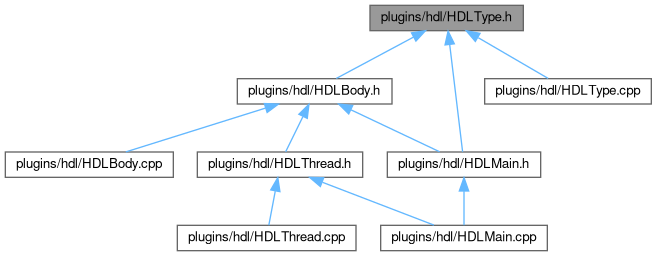 plugins/hdl/HDLType.h
plugins/hdl/HDLBody.h
plugins/hdl/HDLType.cpp
plugins/hdl/HDLBody.cpp
plugins/hdl/HDLThread.h
plugins/hdl/HDLMain.h
plugins/hdl/HDLThread.cpp
plugins/hdl/HDLMain.cpp